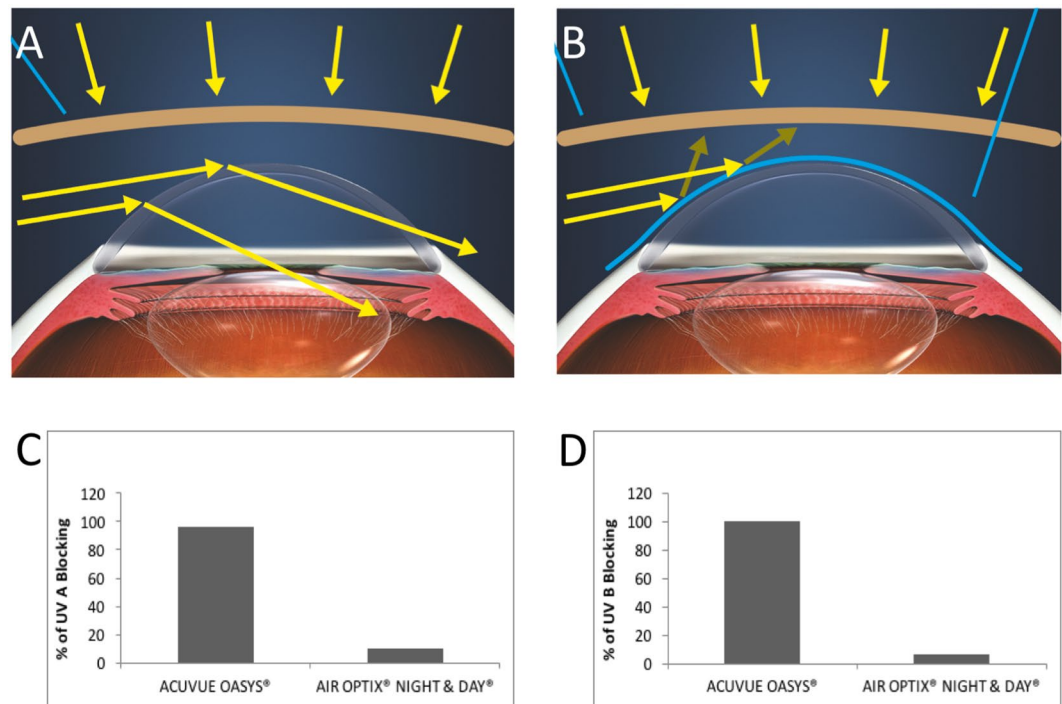 A
B
C
% of UV A Blocking
120
100
80
60
40
20
0
ACUVUE OASYS®
AIR OPTIX® NIGHT & DAY®
D
% of UV B Blocking
120
100
80
60
40
20
0
ACUVUE OASYS®
AIR OPTIX® NIGHT & DAY®